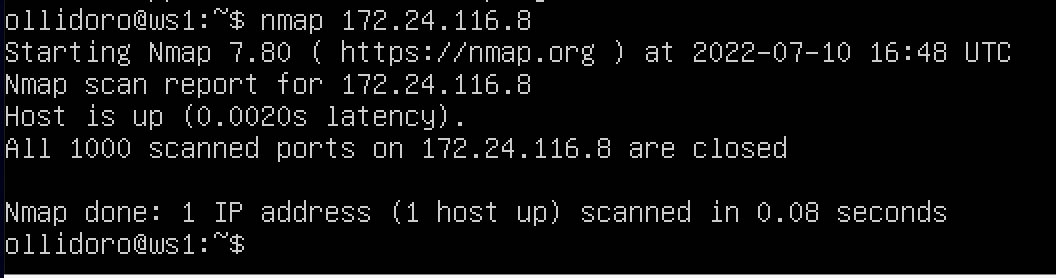 ollidoro@ws1:~$ nmap 172.24.116.8
Starting Nmap 7.80 ( https://nmap.org ) at 2022-07-10 16:48 UTC
Nmap scan report for 172.24.116.8
Host is up (0.0020s latency).
All 1000 scanned ports on 172.24.116.8 are closed

Nmap done: 1 IP address (1 host up) scanned in 0.08 seconds
ollidoro@ws1:~$